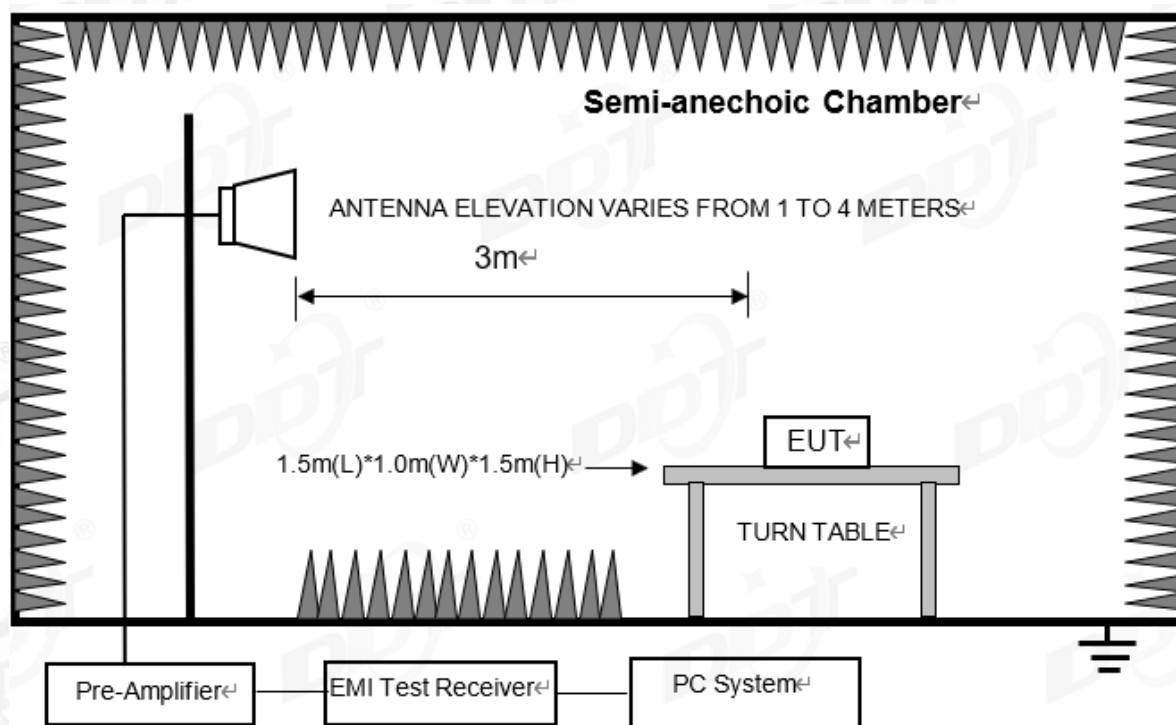 Semi-anechoic Chamber↵
ANTENNA ELEVATION VARIES FROM 1 TO 4 METERS↵
3m↵
EUT↵
1.5m(L)*1.0m(W)*1.5m(H)↵
TURN TABLE↵
Pre-Amplifier↵
EMI Test Receiver↵
PC System↵
DDT